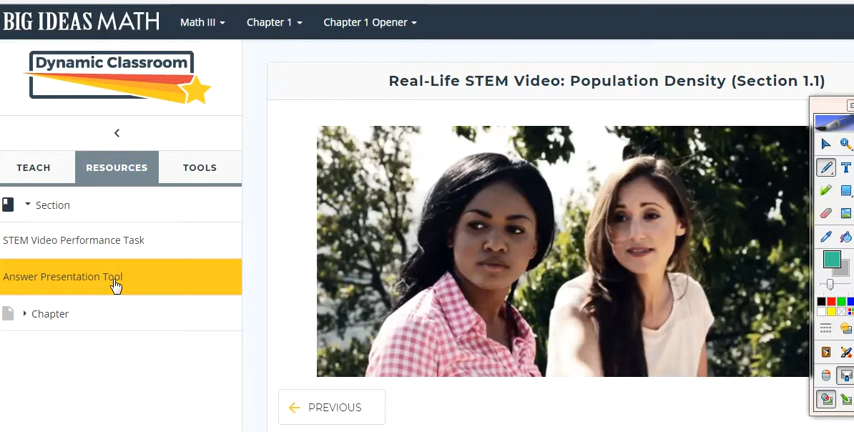 BIG IDEAS MATH
Math III
Chapter 1
Chapter 1 Opener
Dynamic Classroom
TEACH
RESOURCES
TOOLS
Section
STEM Video Performance Task
Answer Presentation Tool
Chapter
Real-Life STEM Video: Population Density (Section 1.1)
PREVIOUS
T